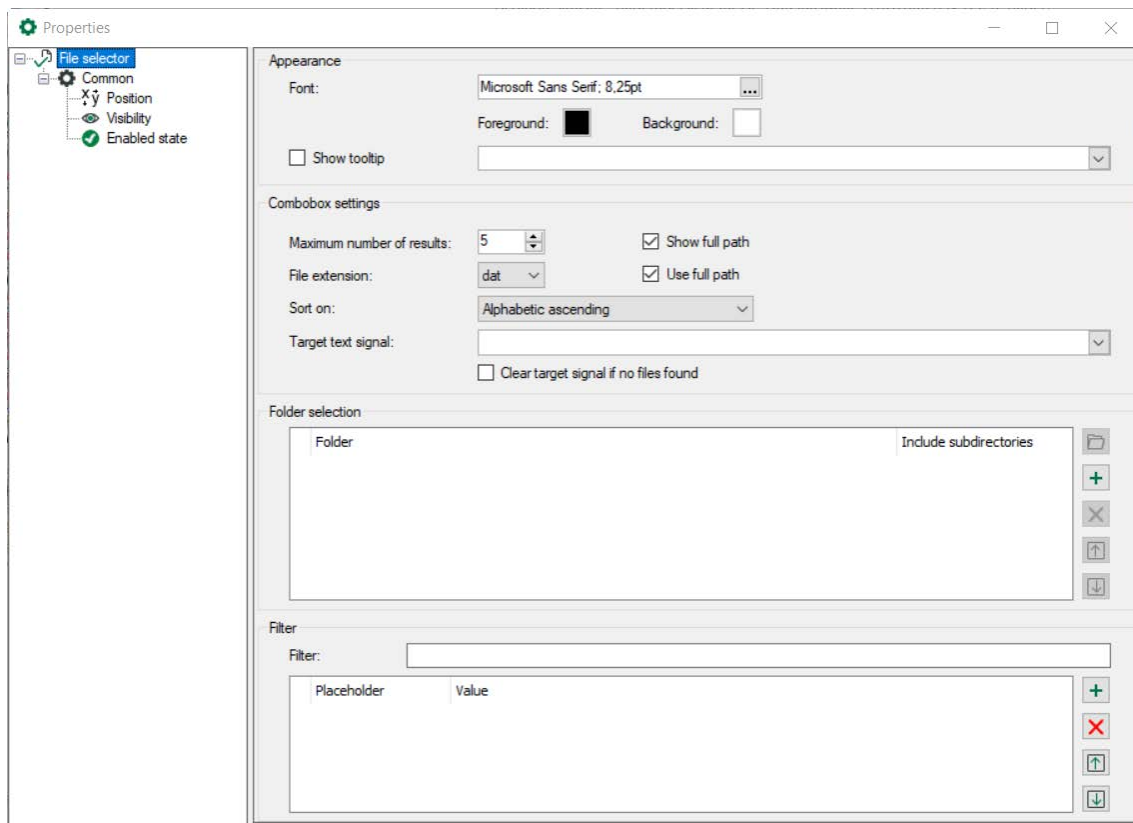 Properties
File selector
Common
Position
Visibility
Enabled state
Appearance
Font: Microsoft Sans Serif; 8,25pt ...
Foreground: Background:
Show tooltip
Combobox settings
Maximum number of results: 5 Show full path
File extension: dat Use full path
Sort on: Alphabetic ascending
Target text signal:
Clear target signal if no files found
Folder selection
Folder Include subdirectories
Filter
Filter:
Placeholder Value